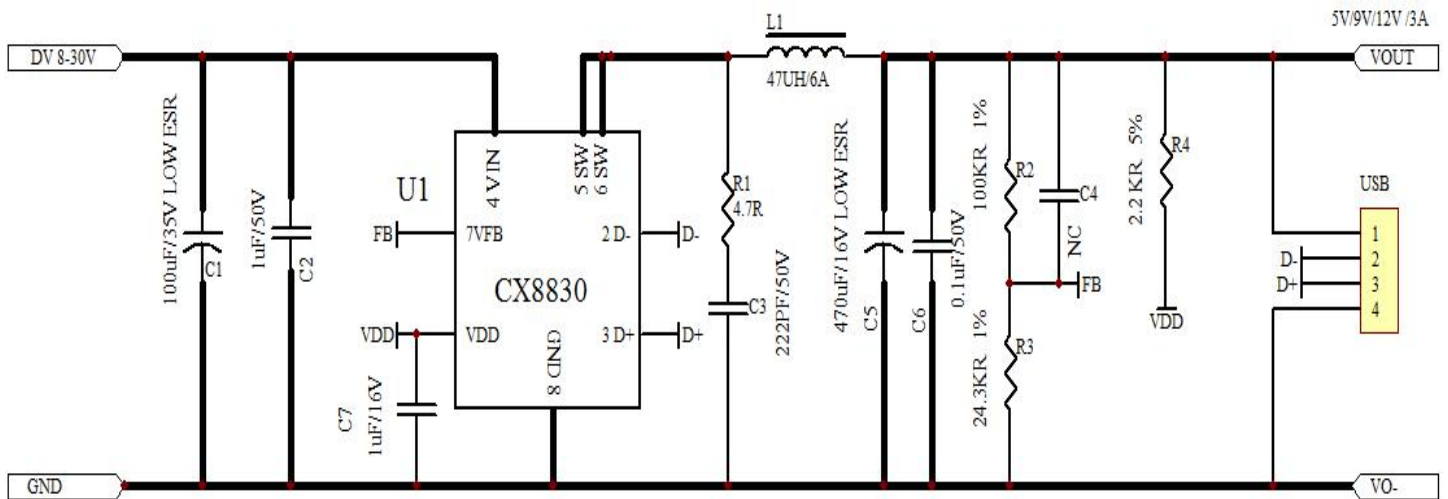 5V/9V/12V /3A
DV 8-30V
L1
47UH/6A
VOUT
100uF/35V LOW ESR
C1
1uF/50V
C2
U1
4 VIN
5 SW
6 SW
FB
7VFB
2 D-
D-
CX8830
VDD
VDD
3 D+
D+
GND 8
C7
1uF/16V
R1
4.7R
C3
222PF/50V
470uF/16V LOW ESR
C5
0.1uF/50V
C6
100KR 1%
R2
C4
NC
FB
24.3KR 1%
R3
2.2 KR 5%
R4
VDD
USB
1
D-
2
D+
3
4
GND
VO-